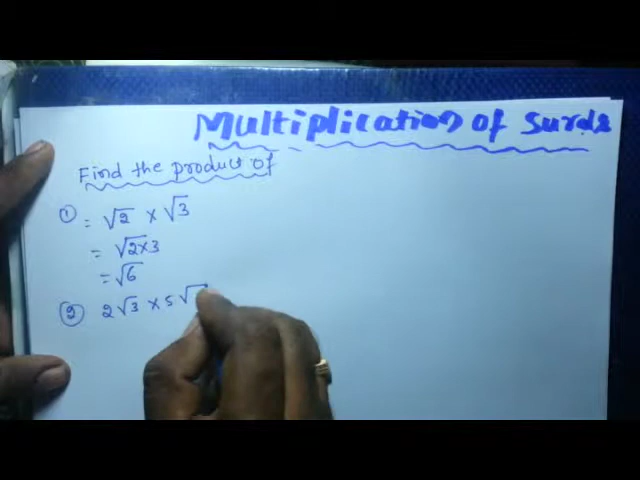 Multiplication of Surds
Find the product of
① = √2 × √3
= √2×3
= √6
② 2√3 × 5√